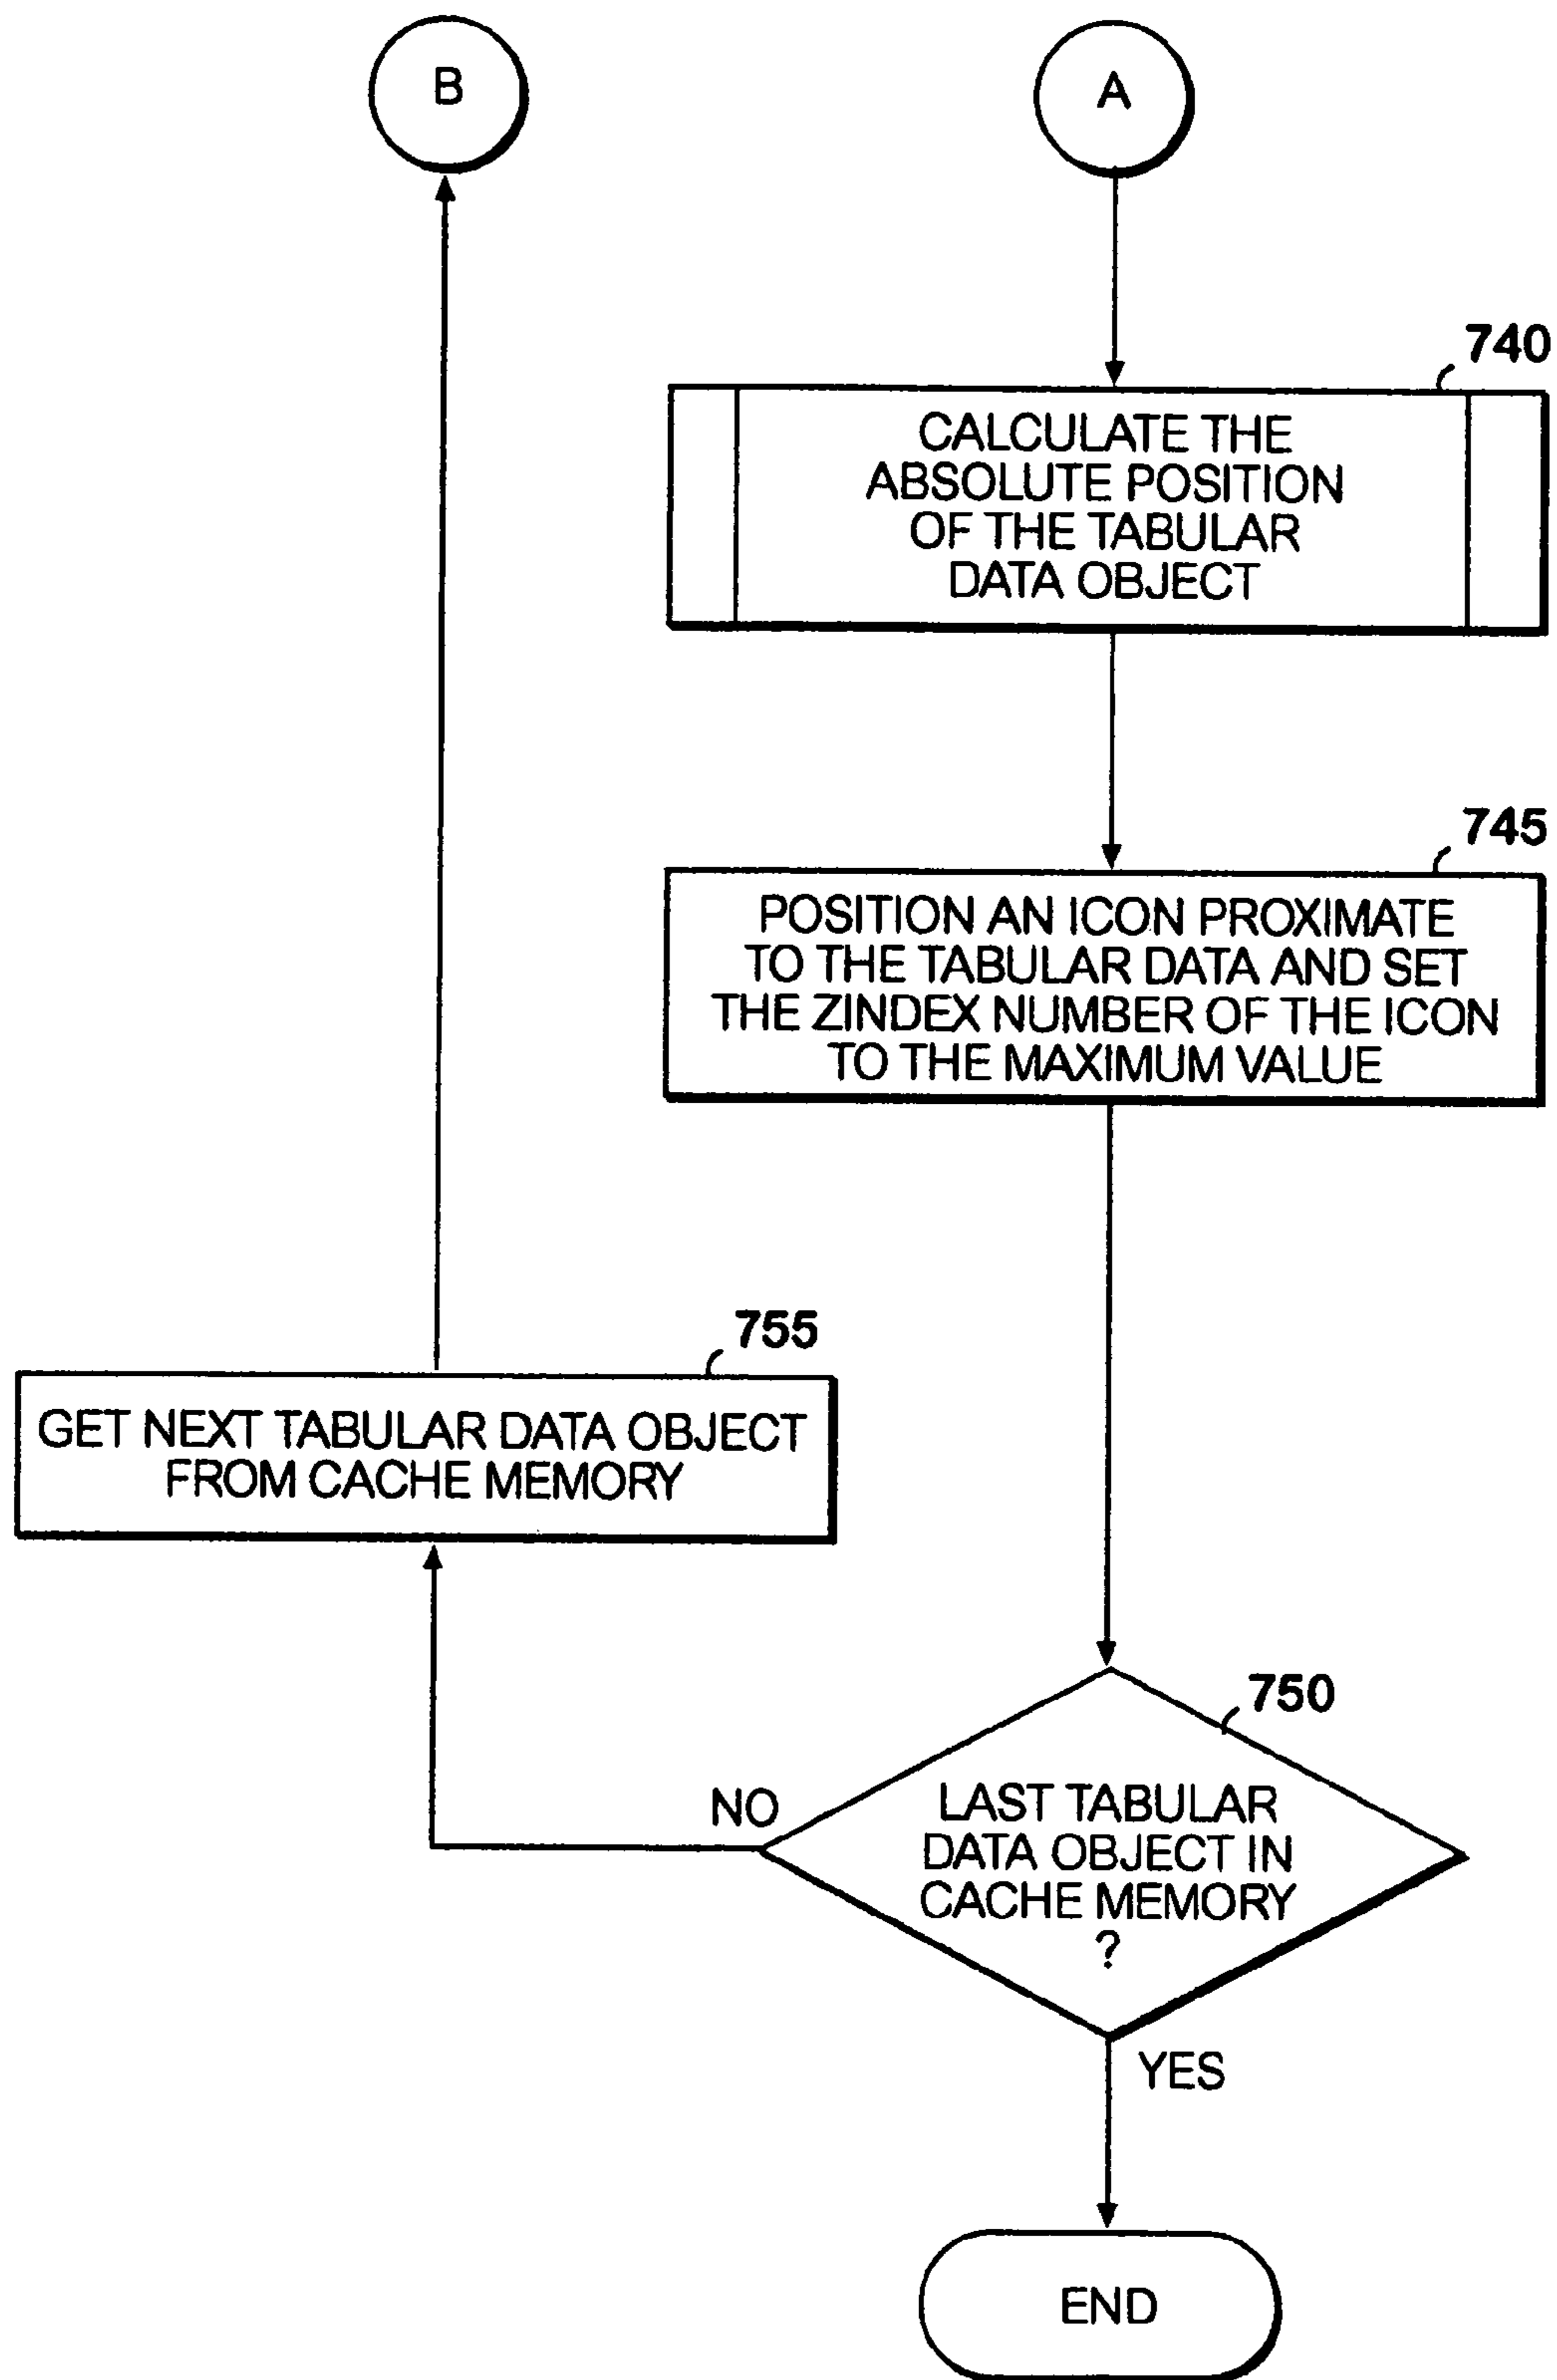 B
A
740
CALCULATE THE
ABSOLUTE POSITION
OF THE TABULAR
DATA OBJECT
745
POSITION AN ICON PROXIMATE
TO THE TABULAR DATA AND SET
THE ZINDEX NUMBER OF THE ICON
TO THE MAXIMUM VALUE
755
GET NEXT TABULAR DATA OBJECT
FROM CACHE MEMORY
750
NO
LAST TABULAR
DATA OBJECT IN
CACHE MEMORY
?
YES
END